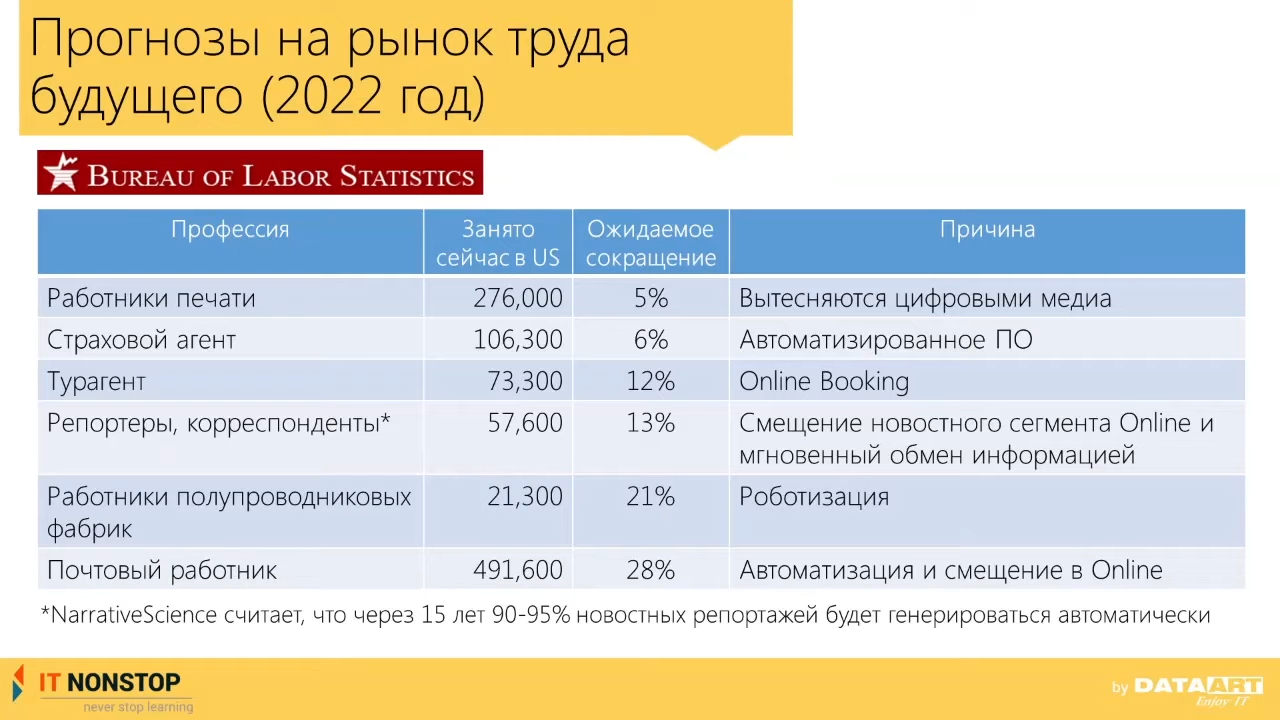 Прогнозы на рынок труда
будущего (2022 год)
BUREAU OF LABOR STATISTICS
Профессия
Занято
сейчас в US
Ожидаемое
сокращение
Причина
Работники печати 276,000 5% Вытесняются цифровыми медиа
Страховой агент 106,300 6% Автоматизированное ПО
Турагент 73,300 12% Online Booking
Репортеры, корреспонденты* 57,600 13% Смещение новостного сегмента Online и
мгновенный обмен информацией
Работники полупроводниковых 21,300 21% Роботизация
фабрик
Почтовый работник 491,600 28% Автоматизация и смещение в Online
*NarrativeScience считает, что через 15 лет 90-95% новостных репортажей будет генерироваться автоматически
IT NONSTOP
never stop learning
by DATAART
Enjoy IT